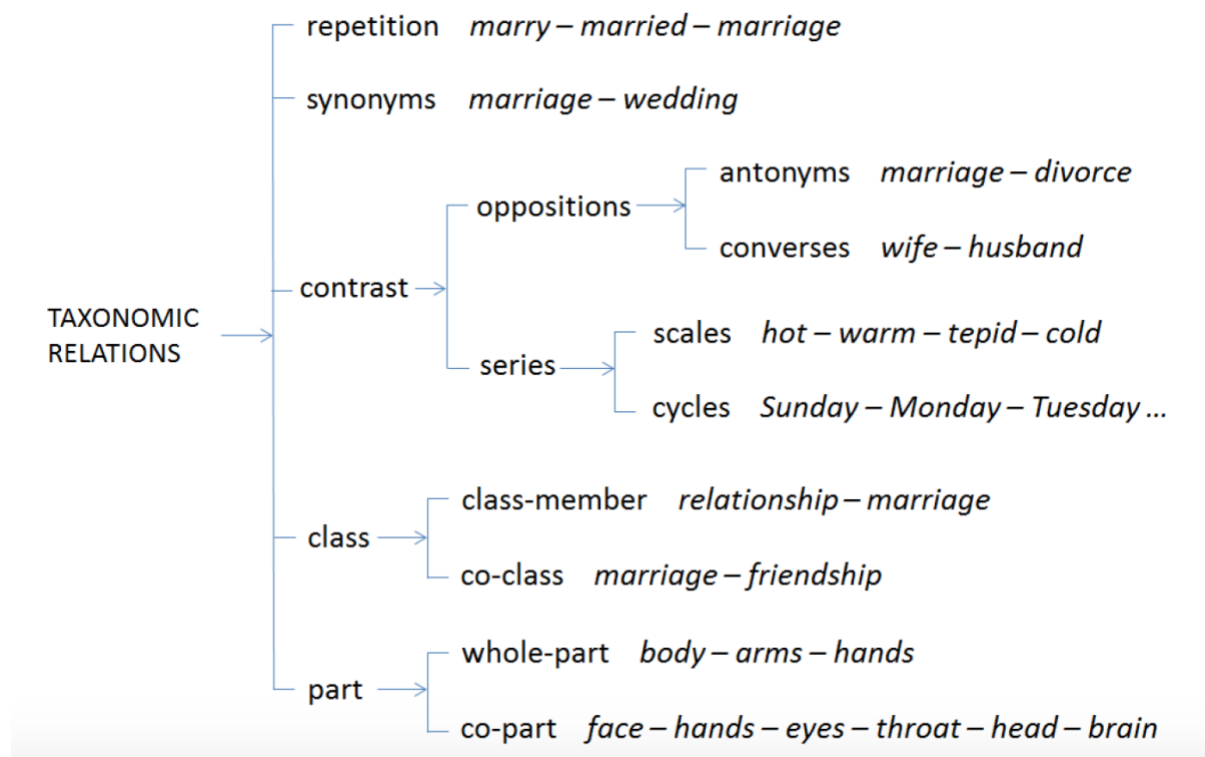 repetition marry – married – marriage
synonyms marriage – wedding
antonyms marriage – divorce
oppositions
converses wife – husband
contrast
TAXONOMIC
RELATIONS
scales hot – warm – tepid – cold
series
cycles Sunday – Monday – Tuesday ...
class-member relationship – marriage
class
co-class marriage – friendship
whole-part body – arms – hands
part
co-part face – hands – eyes – throat – head – brain